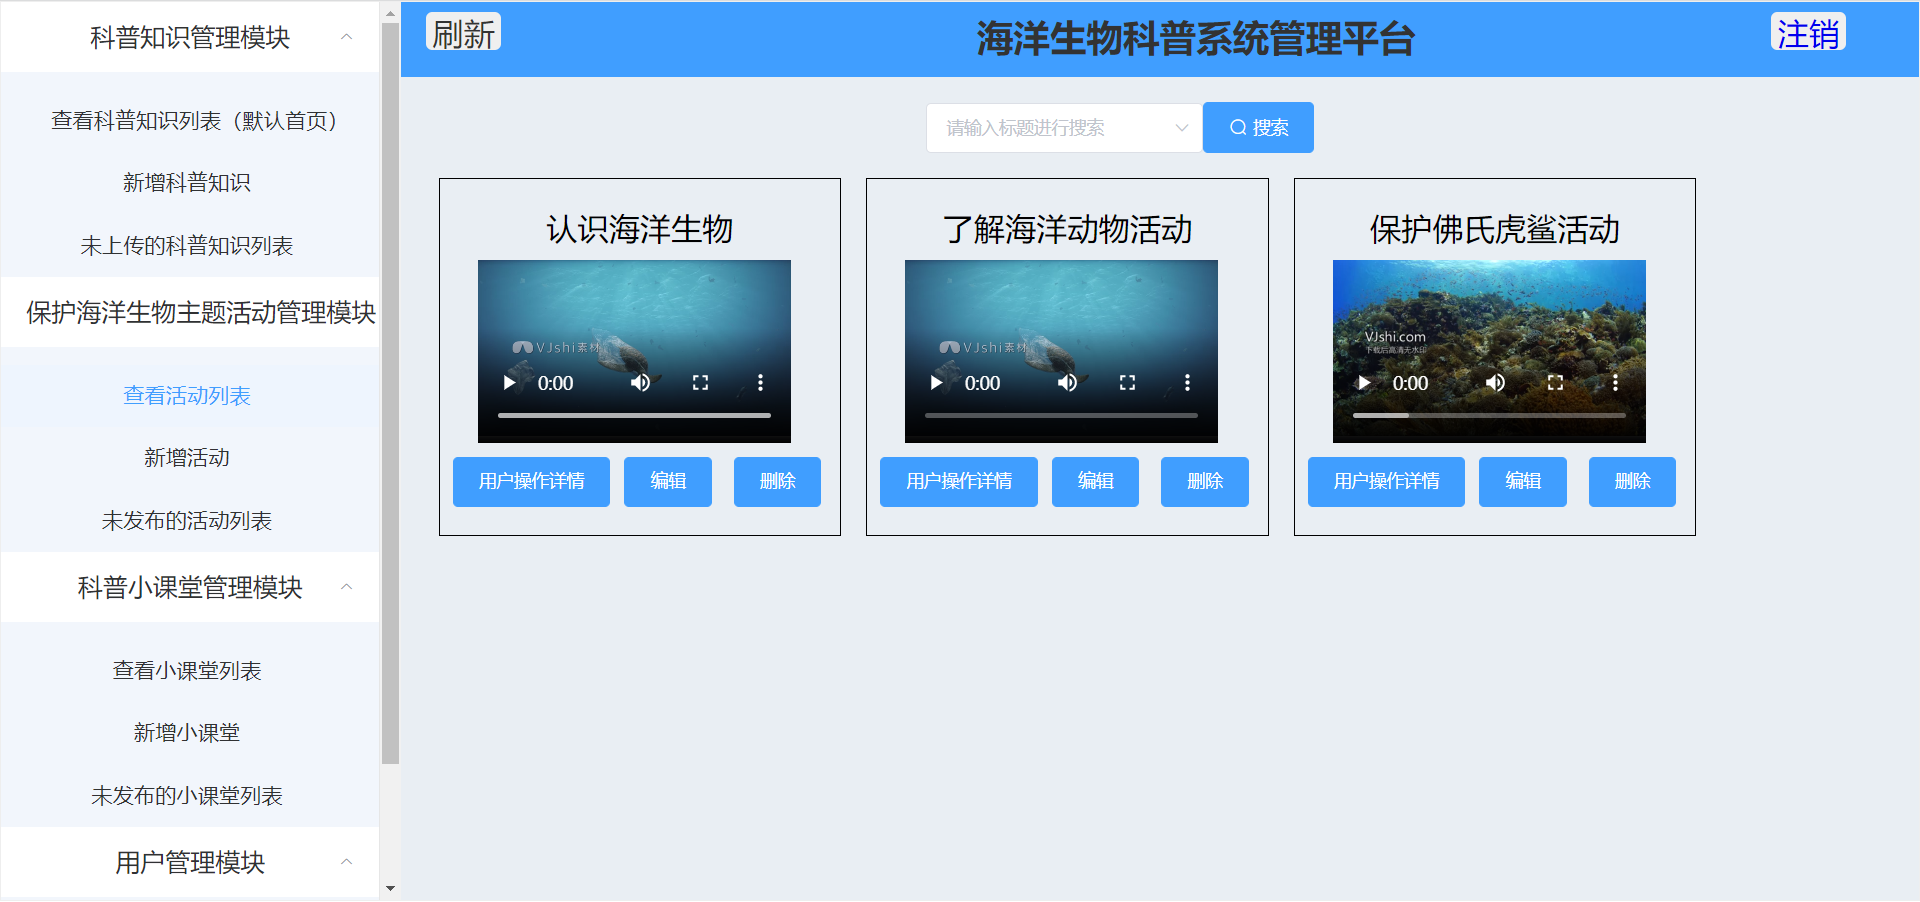 科普知识管理模块
查看科普知识列表（默认首页）
新增科普知识
未上传的科普知识列表
保护海洋生物主题活动管理模块
查看活动列表
新增活动
未发布的活动列表
科普小课堂管理模块
查看小课堂列表
新增小课堂
未发布的小课堂列表
用户管理模块
刷新
海洋生物科普系统管理平台
注销
请输入标题进行搜索
搜索
认识海洋生物
VJshi素材
0:00
用户操作详情 编辑 删除
了解海洋动物活动
VJshi素材
0:00
用户操作详情 编辑 删除
保护佛氏虎鲨活动
VJshi.com
下载后高清无水印
0:00
用户操作详情 编辑 删除